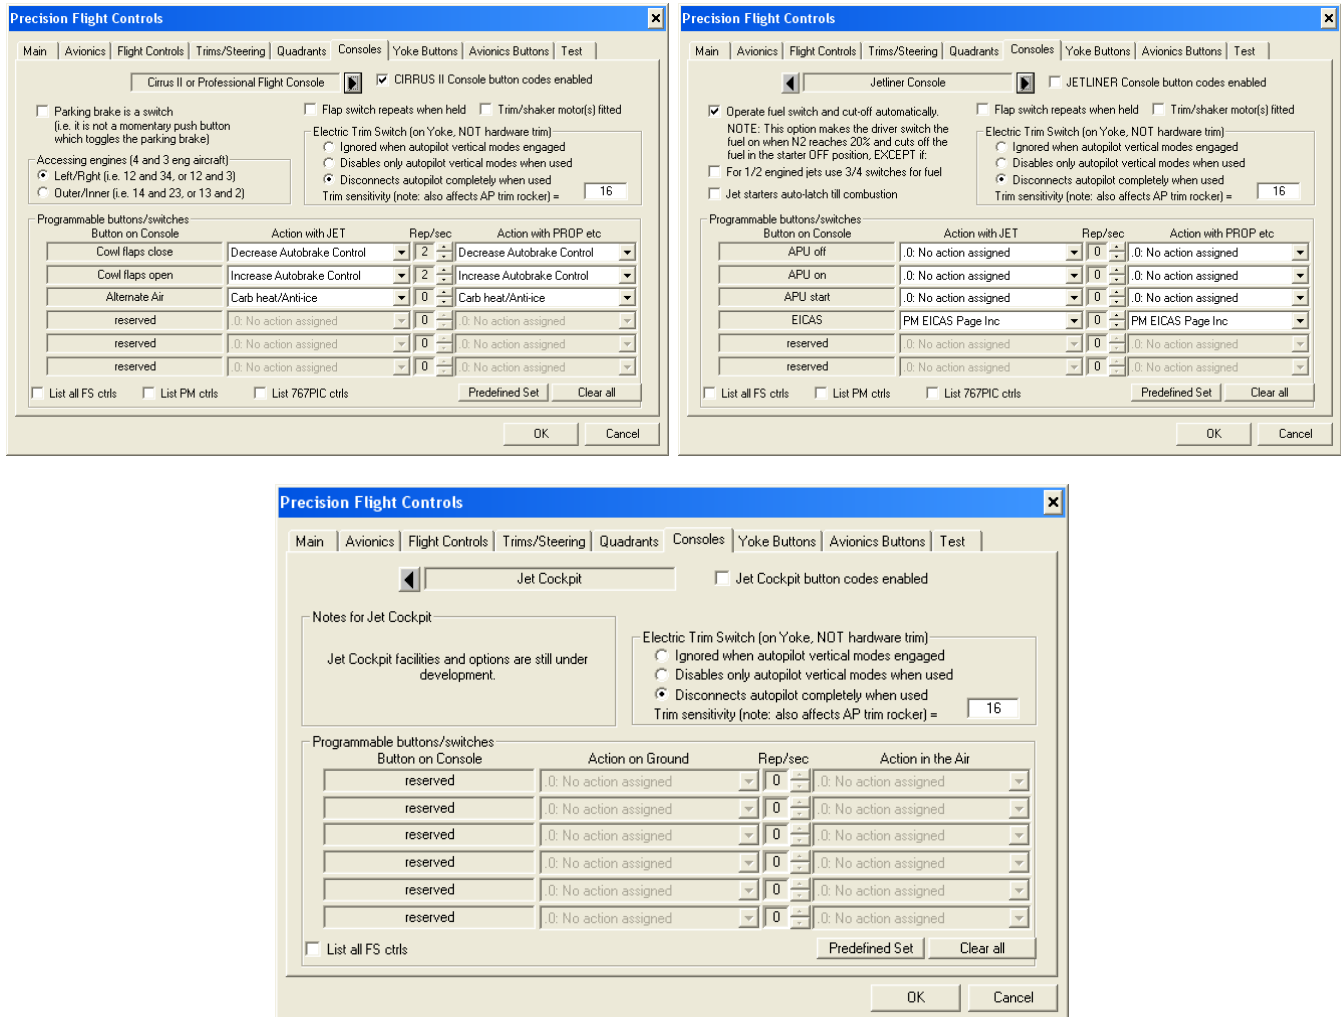 Precision Flight Controls
Main Avionics Flight Controls Trims/Steering Quadrants Consoles Yoke Buttons Avionics Buttons Test
Cirrus II or Professional Flight Console CIRRUS II Console button codes enabled
Parking brake is a switch
(i.e. it is not a momentary push button
which toggles the parking brake)
Flap switch repeats when held Trim/shaker motor(s) fitted
Accessing engines (4 and 3 eng aircraft)
Left/Rght (i.e. 12 and 34, or 12 and 3)
Outer/Inner (i.e. 14 and 23, or 13 and 2)
Electric Trim Switch (on Yoke, NOT hardware trim)
Ignored when autopilot vertical modes engaged
Disables only autopilot vertical modes when used
Disconnects autopilot completely when used
Trim sensitivity (note: also affects AP trim rocker) = 16
Programmable buttons/switches
Button on Console Action with JET Rep/sec Action with PROP etc
Cowl flaps close Decrease Autobrake Control 2 Decrease Autobrake Control
Cowl flaps open Increase Autobrake Control 2 Increase Autobrake Control
Alternate Air Carb heat/Anti-ice 0 Carb heat/Anti-ice
reserved .0: No action assigned 0 .0: No action assigned
reserved .0: No action assigned 0 .0: No action assigned
reserved .0: No action assigned 0 .0: No action assigned
List all FS ctrls List PM ctrls List 767PIC ctrls Predefined Set Clear all
OK Cancel
Precision Flight Controls
Main Avionics Flight Controls Trims/Steering Quadrants Consoles Yoke Buttons Avionics Buttons Test
Jetliner Console JETLINER Console button codes enabled
Operate fuel switch and cut-off automatically.
NOTE: This option makes the driver switch the
fuel on when N2 reaches 20% and cuts off the
fuel in the starter OFF position, EXCEPT if:
For 1/2 engined jets use 3/4 switches for fuel
Jet starters auto-latch till combustion
Flap switch repeats when held Trim/shaker motor(s) fitted
Electric Trim Switch (on Yoke, NOT hardware trim)
Ignored when autopilot vertical modes engaged
Disables only autopilot vertical modes when used
Disconnects autopilot completely when used
Trim sensitivity (note: also affects AP trim rocker) = 16
Programmable buttons/switches
Button on Console Action with JET Rep/sec Action with PROP etc
APU off .0: No action assigned 0 .0: No action assigned
APU on .0: No action assigned 0 .0: No action assigned
APU start .0: No action assigned 0 .0: No action assigned
EICAS PM EICAS Page Inc 0 PM EICAS Page Inc
reserved .0: No action assigned 0 .0: No action assigned
reserved .0: No action assigned 0 .0: No action assigned
List all FS ctrls List PM ctrls List 767PIC ctrls Predefined Set Clear all
OK Cancel
Precision Flight Controls
Main Avionics Flight Controls Trims/Steering Quadrants Consoles Yoke Buttons Avionics Buttons Test
Jet Cockpit Jet Cockpit button codes enabled
Notes for Jet Cockpit
Jet Cockpit facilities and options are still under
development.
Electric Trim Switch (on Yoke, NOT hardware trim)
Ignored when autopilot vertical modes engaged
Disables only autopilot vertical modes when used
Disconnects autopilot completely when used
Trim sensitivity (note: also affects AP trim rocker) = 16
Programmable buttons/switches
Button on Console Action on Ground Rep/sec Action in the Air
reserved .0: No action assigned 0 .0: No action assigned
reserved .0: No action assigned 0 .0: No action assigned
reserved .0: No action assigned 0 .0: No action assigned
reserved .0: No action assigned 0 .0: No action assigned
reserved .0: No action assigned 0 .0: No action assigned
reserved .0: No action assigned 0 .0: No action assigned
List all FS ctrls Predefined Set Clear all
OK Cancel